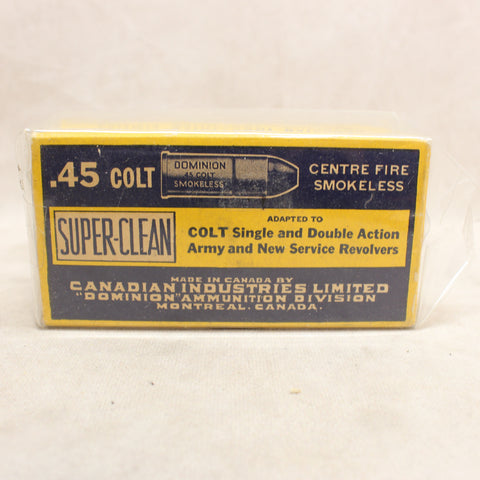 .45 COLT
DOMINION
.45 COLT
SMOKELESS
CENTRE FIRE
SMOKELESS
SUPER-CLEAN
ADAPTED TO
COLT Single and Double Action
Army and New Service Revolvers
MADE IN CANADA BY
CANADIAN INDUSTRIES LIMITED
"DOMINION" AMMUNITION DIVISION
MONTREAL, CANADA.